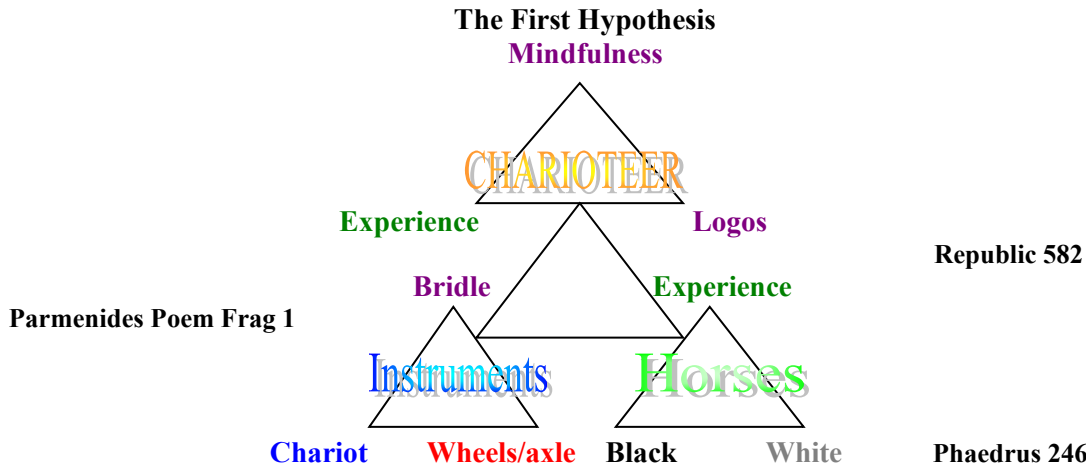 The First Hypothesis
Mindfulness
CHARIOTEER
Experience Logos
Republic 582
Bridle Experience
Parmenides Poem Frag 1
Instruments Horses
Chariot Wheels/axle Black White Phaedrus 246